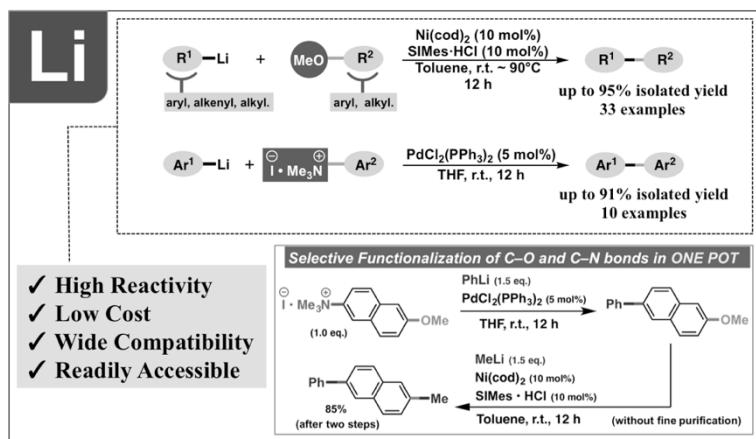 Li
R1 Li + MeO R2
Ni(cod)2 (10 mol%)
SIMes·HCl (10 mol%)
Toluene, r.t. ~ 90°C
12 h
R1 R2
aryl, alkenyl, alkyl.
aryl, alkyl.
up to 95% isolated yield
33 examples
Ar1 Li + I · Me3N Ar2
⊖ ⊕
PdCl2(PPh3)2 (5 mol%)
THF, r.t., 12 h
Ar1 Ar2
up to 91% isolated yield
10 examples
✓ High Reactivity
✓ Low Cost
✓ Wide Compatibility
✓ Readily Accessible
Selective Functionalization of C–O and C–N bonds in ONE POT
⊖ ⊕
I · Me3N
OMe
(1.0 eq.)
PhLi (1.5 eq.)
PdCl2(PPh3)2 (5 mol%)
THF, r.t., 12 h
Ph
OMe
Ph
Me
85%
(after two steps)
MeLi (1.5 eq.)
Ni(cod)2 (10 mol%)
SIMes · HCl (10 mol%)
Toluene, r.t., 12 h
(without fine purification)